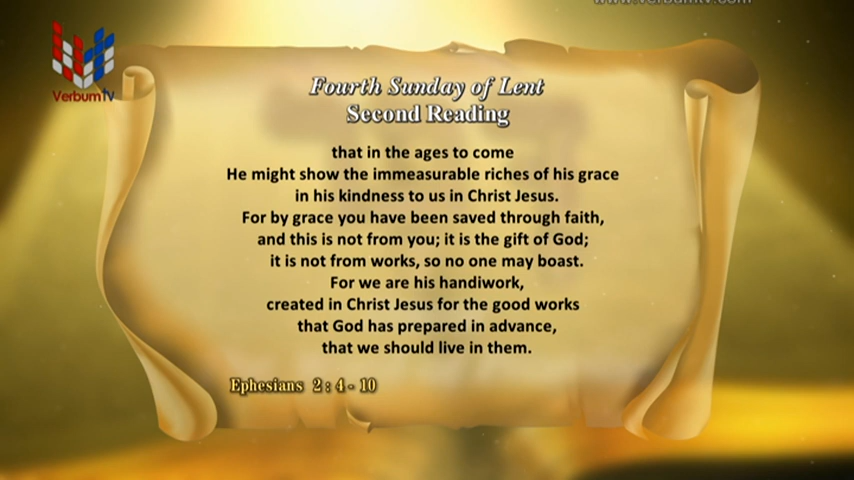 www.verbumtv.com
VerbumTV
Fourth Sunday of Lent
Second Reading
that in the ages to come
He might show the immeasurable riches of his grace
in his kindness to us in Christ Jesus.
For by grace you have been saved through faith,
and this is not from you; it is the gift of God;
it is not from works, so no one may boast.
For we are his handiwork,
created in Christ Jesus for the good works
that God has prepared in advance,
that we should live in them.
Ephesians 2 : 4 - 10